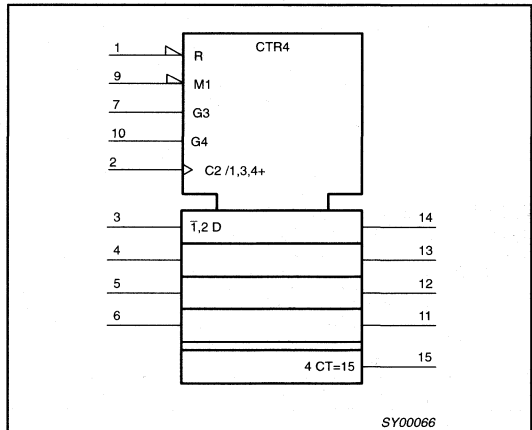 CTR4
1 R
9 M1
7 G3
10 G4
2 C2 /1,3,4+
3 1̅,2 D 14
4 13
5 12
6 11
4 CT=15 15
SY00066